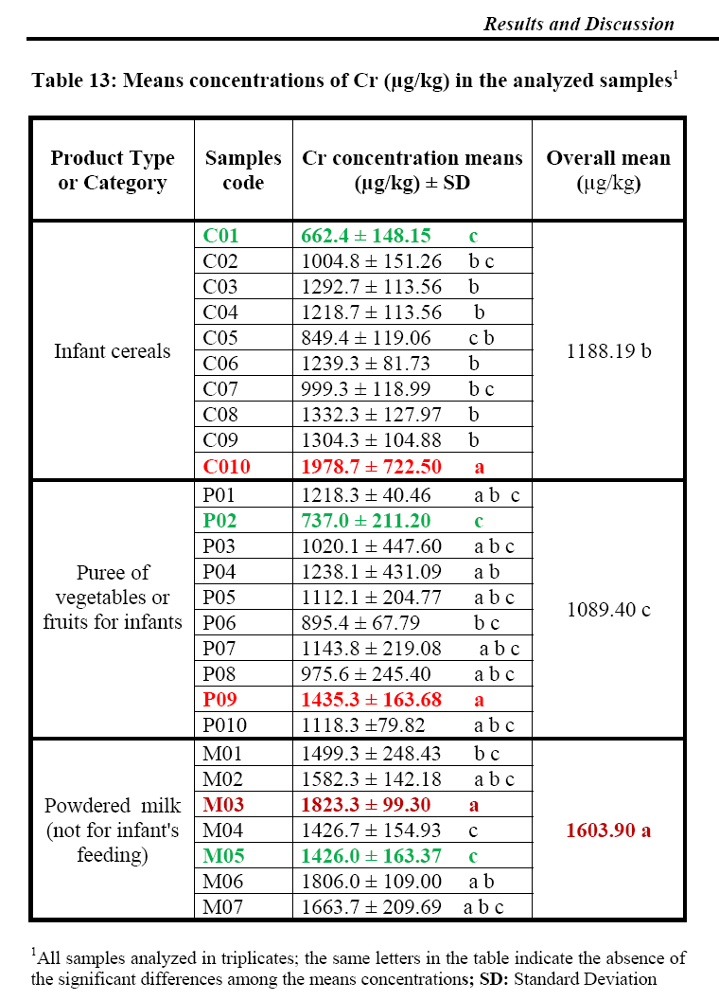 Results and Discussion
Table 13: Means concentrations of Cr (µg/kg) in the analyzed samples1
Product Type or Category | Samples code | Cr concentration means (µg/kg) ± SD | Overall mean (µg/kg)
Infant cereals | C01 | 662.4 ± 148.15 c | 1188.19 b
C02 | 1004.8 ± 151.26 b c
C03 | 1292.7 ± 113.56 b
C04 | 1218.7 ± 113.56 b
C05 | 849.4 ± 119.06 c b
C06 | 1239.3 ± 81.73 b
C07 | 999.3 ± 118.99 b c
C08 | 1332.3 ± 127.97 b
C09 | 1304.3 ± 104.88 b
C010 | 1978.7 ± 722.50 a
Puree of vegetables or fruits for infants | P01 | 1218.3 ± 40.46 a b c | 1089.40 c
P02 | 737.0 ± 211.20 c
P03 | 1020.1 ± 447.60 a b c
P04 | 1238.1 ± 431.09 a b
P05 | 1112.1 ± 204.77 a b c
P06 | 895.4 ± 67.79 b c
P07 | 1143.8 ± 219.08 a b c
P08 | 975.6 ± 245.40 a b c
P09 | 1435.3 ± 163.68 a
P010 | 1118.3 ±79.82 a b c
Powdered milk (not for infant's feeding) | M01 | 1499.3 ± 248.43 b c | 1603.90 a
M02 | 1582.3 ± 142.18 a b c
M03 | 1823.3 ± 99.30 a
M04 | 1426.7 ± 154.93 c
M05 | 1426.0 ± 163.37 c
M06 | 1806.0 ± 109.00 a b
M07 | 1663.7 ± 209.69 a b c
1All samples analyzed in triplicates; the same letters in the table indicate the absence of
the significant differences among the means concentrations; SD: Standard Deviation